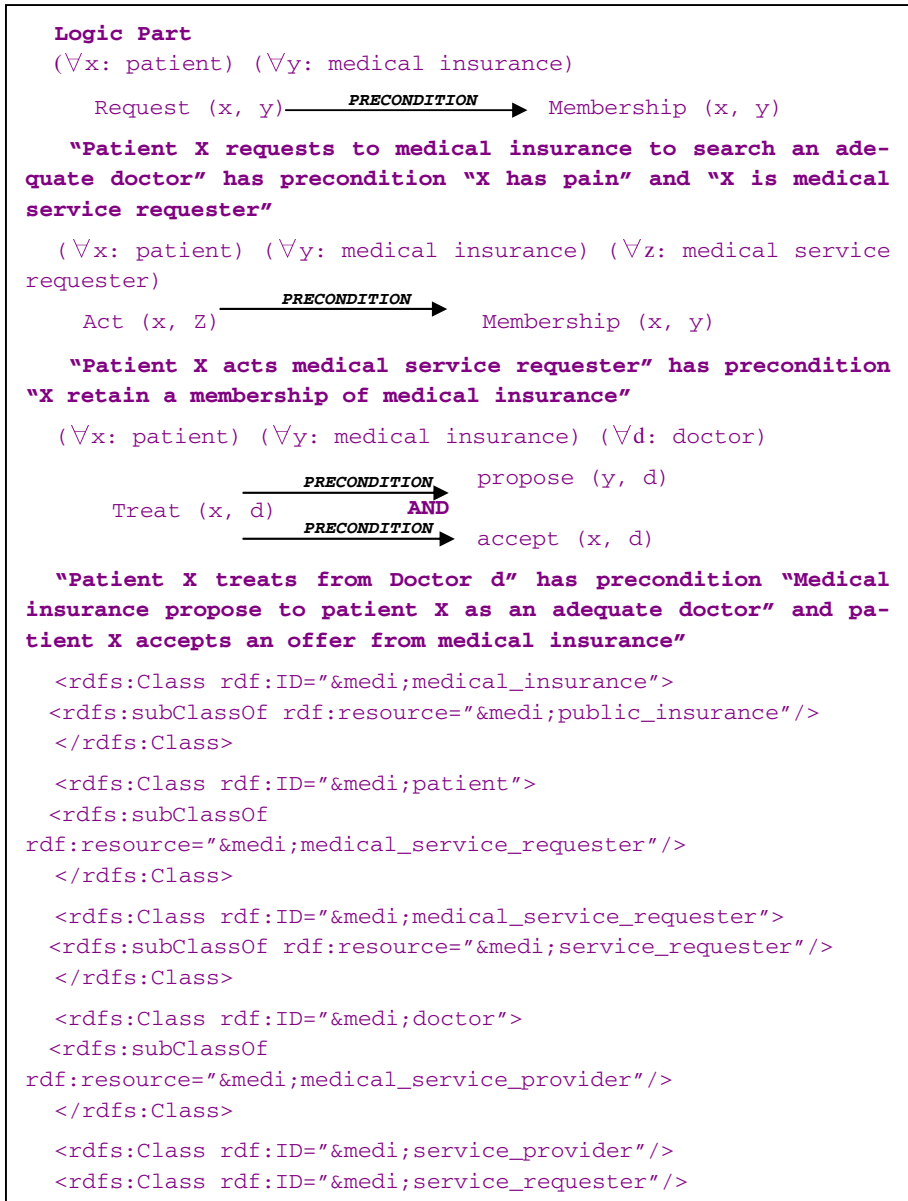 Logic Part
(∀x: patient) (∀y: medical insurance)
Request (x, y) PRECONDITION Membership (x, y)
“Patient X requests to medical insurance to search an ade-
quate doctor” has precondition “X has pain” and “X is medical
service requester”
(∀x: patient) (∀y: medical insurance) (∀z: medical service
requester)
PRECONDITION
Act (x, Z) Membership (x, y)
“Patient X acts medical service requester” has precondition
“X retain a membership of medical insurance”
(∀x: patient) (∀y: medical insurance) (∀d: doctor)
PRECONDITION propose (y, d)
Treat (x, d) AND
PRECONDITION accept (x, d)
“Patient X treats from Doctor d” has precondition “Medical
insurance propose to patient X as an adequate doctor” and pa-
tient X accepts an offer from medical insurance”
<rdfs:Class rdf:ID=”&medi;medical_insurance”>
<rdfs:subClassOf rdf:resource=”&medi;public_insurance”/>
</rdfs:Class>
<rdfs:Class rdf:ID=”&medi;patient”>
<rdfs:subClassOf
rdf:resource=”&medi;medical_service_requester”/>
</rdfs:Class>
<rdfs:Class rdf:ID=”&medi;medical_service_requester”>
<rdfs:subClassOf rdf:resource=”&medi;service_requester”/>
</rdfs:Class>
<rdfs:Class rdf:ID=”&medi;doctor”>
<rdfs:subClassOf
rdf:resource=”&medi;medical_service_provider”/>
</rdfs:Class>
<rdfs:Class rdf:ID=”&medi;service_provider”/>
<rdfs:Class rdf:ID=”&medi;service_requester”/>